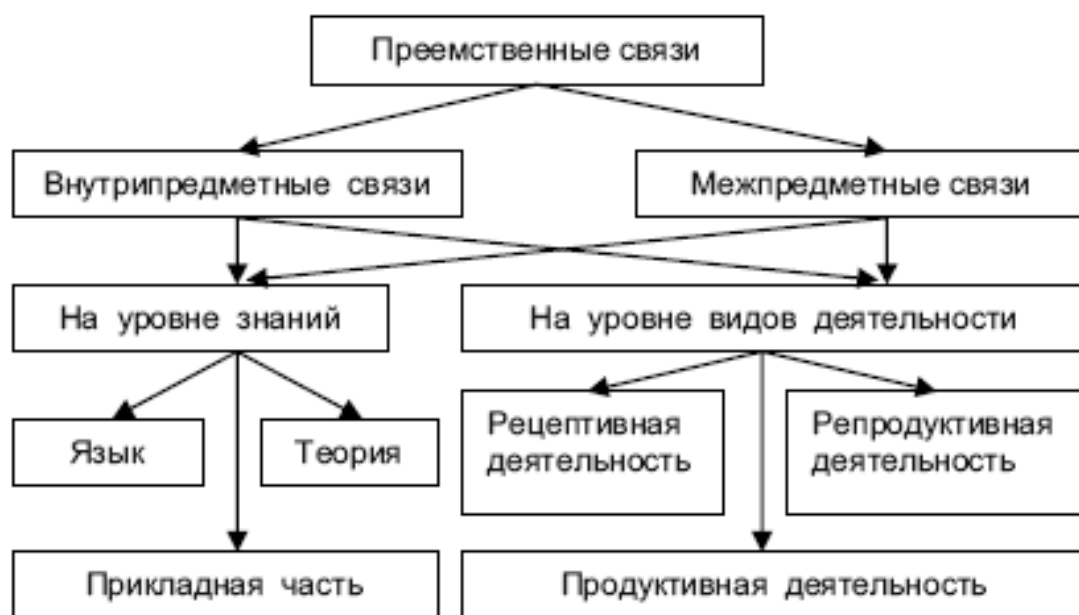 Преемственные связи
Внутрипредметные связи
Межпредметные связи
На уровне знаний
На уровне видов деятельности
Язык
Теория
Рецептивная
деятельность
Репродуктивная
деятельность
Прикладная часть
Продуктивная деятельность